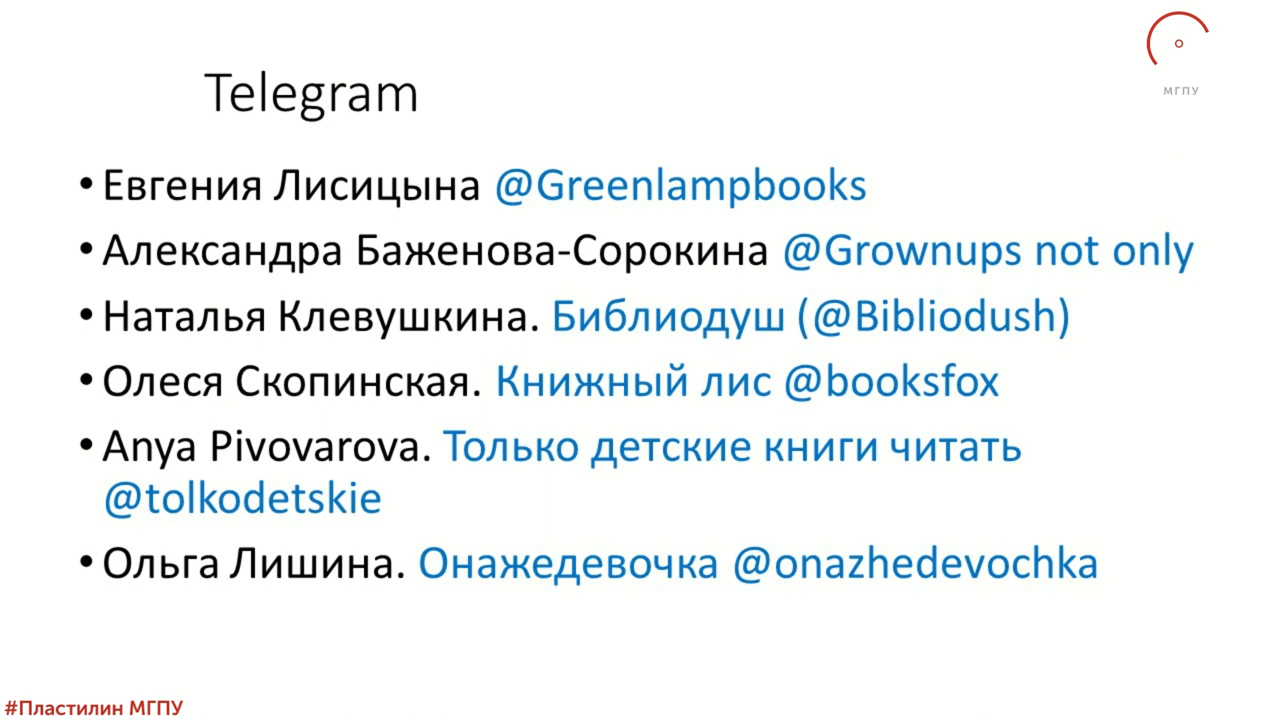 МГПУ
Telegram
• Евгения Лисицына @Greenlampbooks
• Александра Баженова-Сорокина @Grownups not only
• Наталья Клевушкина. Библиодуш (@Bibliodush)
• Олеся Скопинская. Книжный лис @booksfox
• Anya Pivovarova. Только детские книги читать
@tolkodetskie
• Ольга Лишина. Онажедевочка @onazhedevochka
#Пластилин МГПУ